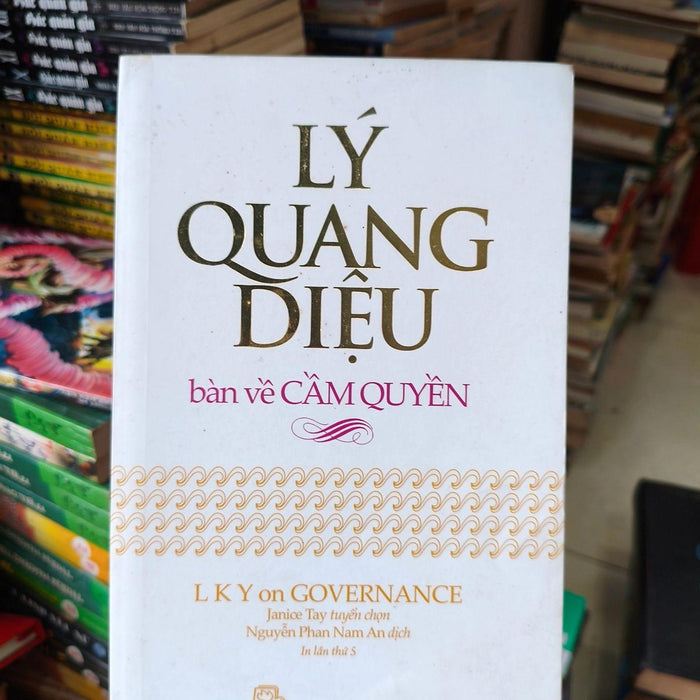 LÝ
QUANG
DIỆU
bàn về CẦM QUYỀN
L K Y on GOVERNANCE
Janice Tay tuyển chọn
Nguyễn Phan Nam An dịch
In lần thứ 5